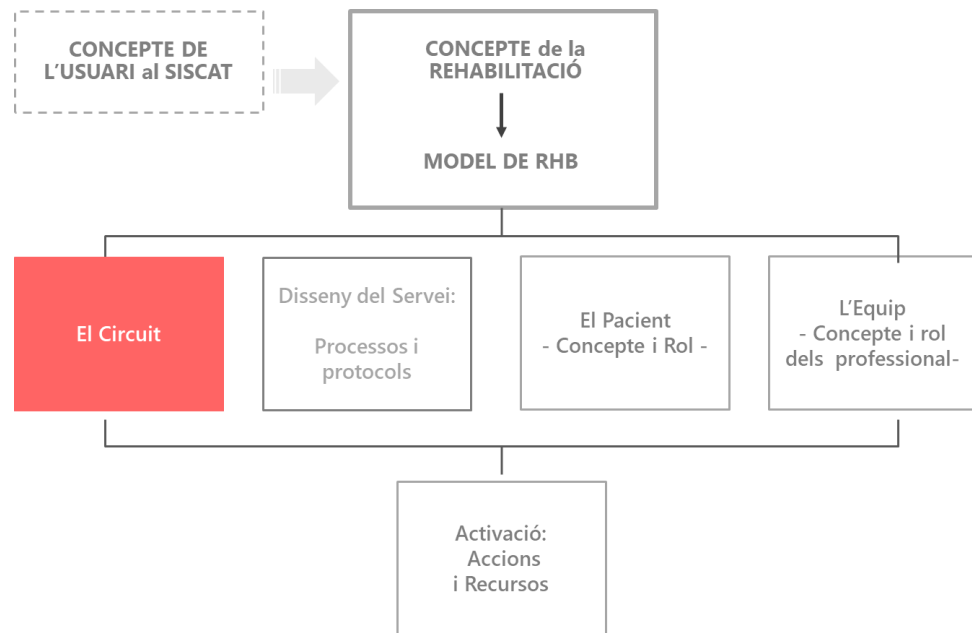 CONCEPTE DE
L'USUARI al SISCAT
CONCEPTE de la
REHABILITACIÓ
MODEL DE RHB
El Circuit
Disseny del Servei:
Processos i
protocols
El Pacient
- Concepte i Rol -
L'Equip
- Concepte i rol
dels professional-
Activació:
Accions
i Recursos